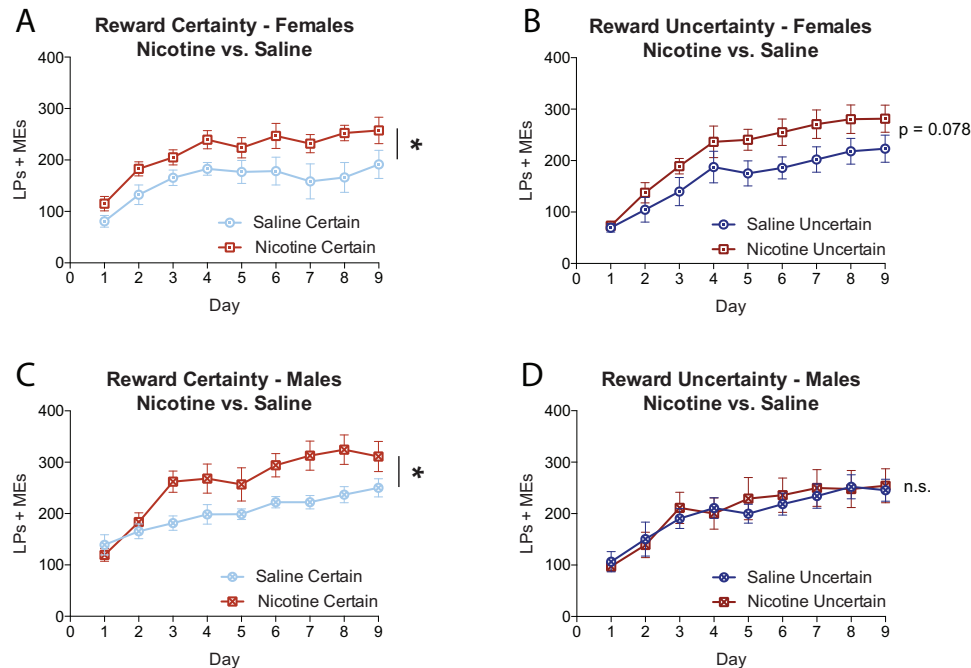 A
Reward Certainty - Females
Nicotine vs. Saline
400
300
200
100
0
LPs + MEs
*
Saline Certain
Nicotine Certain
0 1 2 3 4 5 6 7 8 9
Day
B
Reward Uncertainty - Females
Nicotine vs. Saline
400
300
200
100
0
LPs + MEs
p = 0.078
Saline Uncertain
Nicotine Uncertain
0 1 2 3 4 5 6 7 8 9
Day
C
Reward Certainty - Males
Nicotine vs. Saline
400
300
200
100
0
LPs + MEs
*
Saline Certain
Nicotine Certain
0 1 2 3 4 5 6 7 8 9
Day
D
Reward Uncertainty - Males
Nicotine vs. Saline
400
300
200
100
0
LPs + MEs
n.s.
Saline Uncertain
Nicotine Uncertain
0 1 2 3 4 5 6 7 8 9
Day